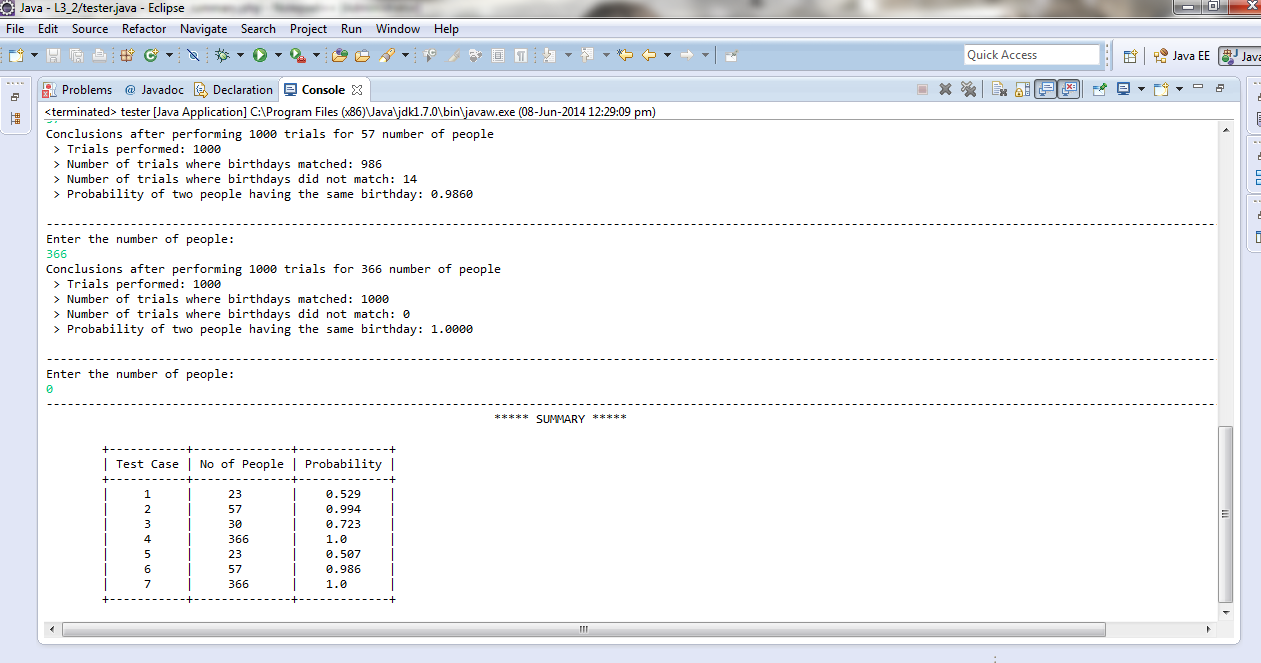 Java - L3_2/tester.java - Eclipse
File Edit Source Refactor Navigate Search Project Run Window Help
Quick Access Java EE Java
Problems @ Javadoc Declaration Console
<terminated> tester [Java Application] C:\Program Files (x86)\Java\jdk1.7.0\bin\javaw.exe (08-Jun-2014 12:29:09 pm)
Conclusions after performing 1000 trials for 57 number of people
> Trials performed: 1000
> Number of trials where birthdays matched: 986
> Number of trials where birthdays did not match: 14
> Probability of two people having the same birthday: 0.9860
Enter the number of people:
366
Conclusions after performing 1000 trials for 366 number of people
> Trials performed: 1000
> Number of trials where birthdays matched: 1000
> Number of trials where birthdays did not match: 0
> Probability of two people having the same birthday: 1.0000
Enter the number of people:
0
***** SUMMARY *****
+-----------+--------------+-------------+
| Test Case | No of People | Probability |
+-----------+--------------+-------------+
| 1 | 23 | 0.529 |
| 2 | 57 | 0.994 |
| 3 | 30 | 0.723 |
| 4 | 366 | 1.0 |
| 5 | 23 | 0.507 |
| 6 | 57 | 0.986 |
| 7 | 366 | 1.0 |
+-----------+--------------+-------------+